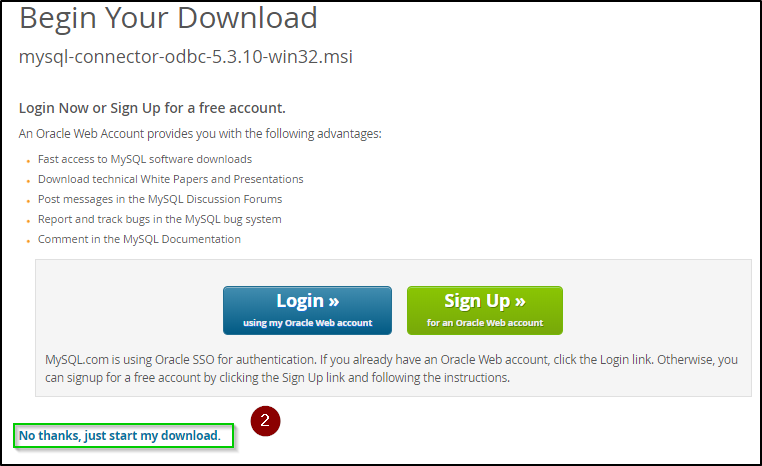 Begin Your Download
mysql-connector-odbc-5.3.10-win32.msi
Login Now or Sign Up for a free account.
An Oracle Web Account provides you with the following advantages:
Fast access to MySQL software downloads
Download technical White Papers and Presentations
Post messages in the MySQL Discussion Forums
Report and track bugs in the MySQL bug system
Comment in the MySQL Documentation
Login »
using my Oracle Web account
Sign Up »
for an Oracle Web account
MySQL.com is using Oracle SSO for authentication. If you already have an Oracle Web account, click the Login link. Otherwise, you
can signup for a free account by clicking the Sign Up link and following the instructions.
2
No thanks, just start my download.